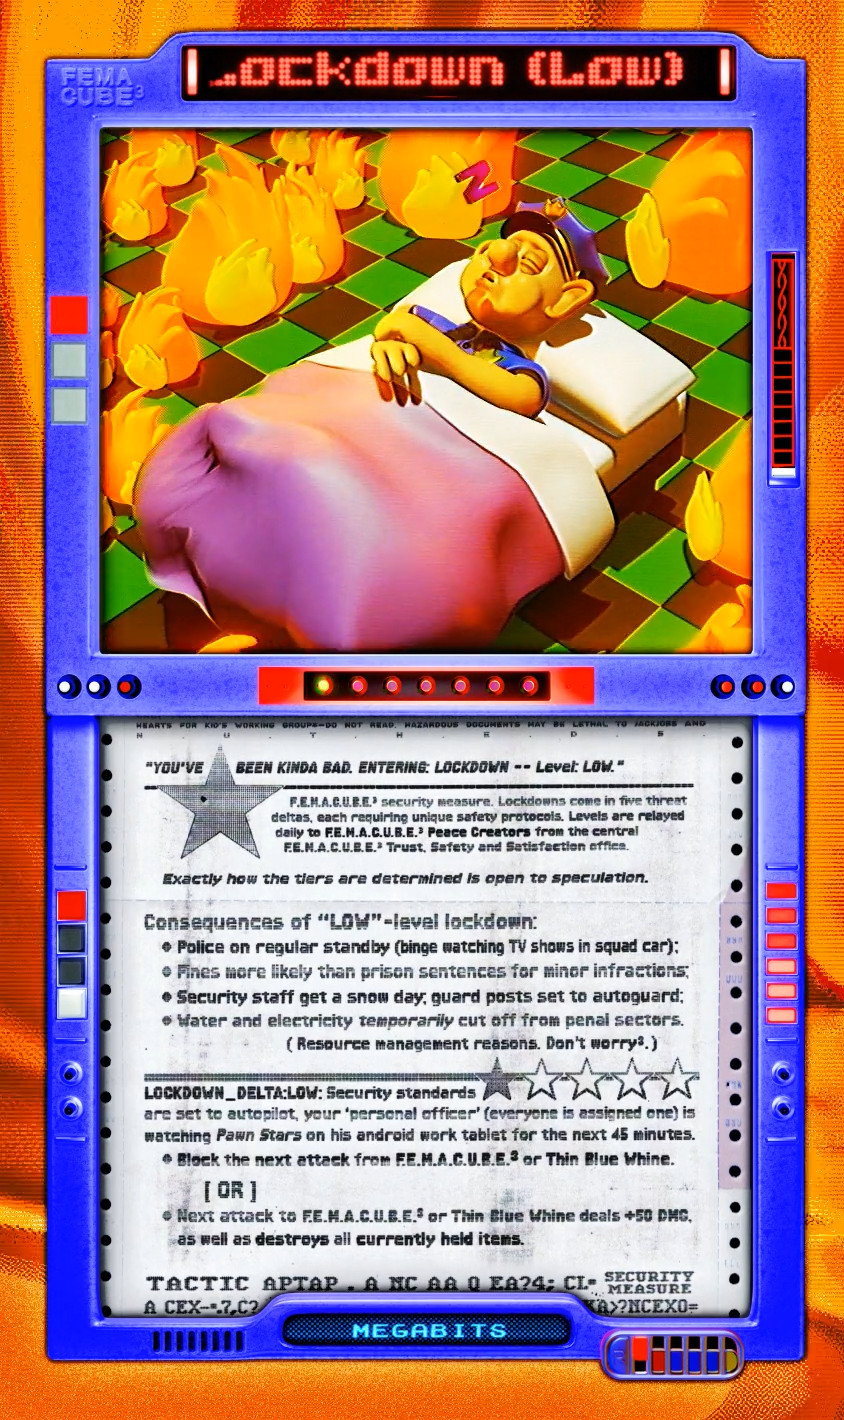 Lockdown (Low)
FEMA
CUBE³
N
HEARTS FOR KID'S WORKING GROUPS—DO NOT READ. HAZARDOUS DOCUMENTS MAY BE LETHAL TO JACKJOBS AND
N . U . T . H . E . D . S .
"YOU'VE BEEN KINDA BAD. ENTERING: LOCKDOWN -- Level: LOW."
F.E.M.A.C.U.B.E.³ security measure. Lockdowns come in five threat
deltas, each requiring unique safety protocols. Levels are relayed
daily to F.E.M.A.C.U.B.E.³ Peace Creators from the central
F.E.M.A.C.U.B.E.³ Trust, Safety and Satisfaction office.
Exactly how the tiers are determined is open to speculation.
Consequences of "LOW"-level lockdown:
Police on regular standby (binge watching TV shows in squad car);
Fines more likely than prison sentences for minor infractions;
Security staff get a snow day; guard posts set to autoguard;
Water and electricity temporarily cut off from penal sectors.
(Resource management reasons. Don't worry³.)
LOCKDOWN_DELTA:LOW: Security standards
are set to autopilot, your 'personal officer' (everyone is assigned one) is
watching Pawn Stars on his android work tablet for the next 45 minutes.
Block the next attack from F.E.M.A.C.U.B.E.³ or Thin Blue Whine.
[OR]
Next attack to F.E.M.A.C.U.B.E.³ or Thin Blue Whine deals +50 DMG,
as well as destroys all currently held items.
TACTIC APTAP . A NC AA Q EA?4; CL= SECURITY
MEASURE
MEGABITS